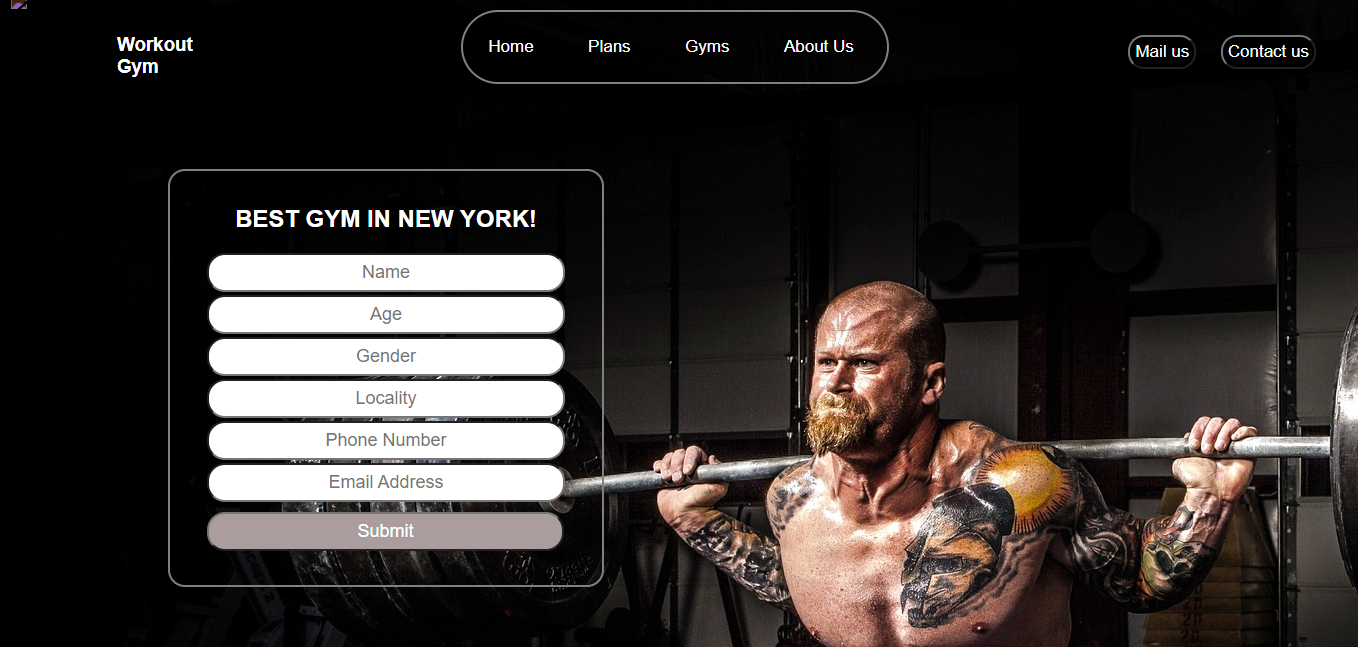 Workout
Gym
Home Plans Gyms About Us
Mail us Contact us
BEST GYM IN NEW YORK!
Name
Age
Gender
Locality
Phone Number
Email Address
Submit